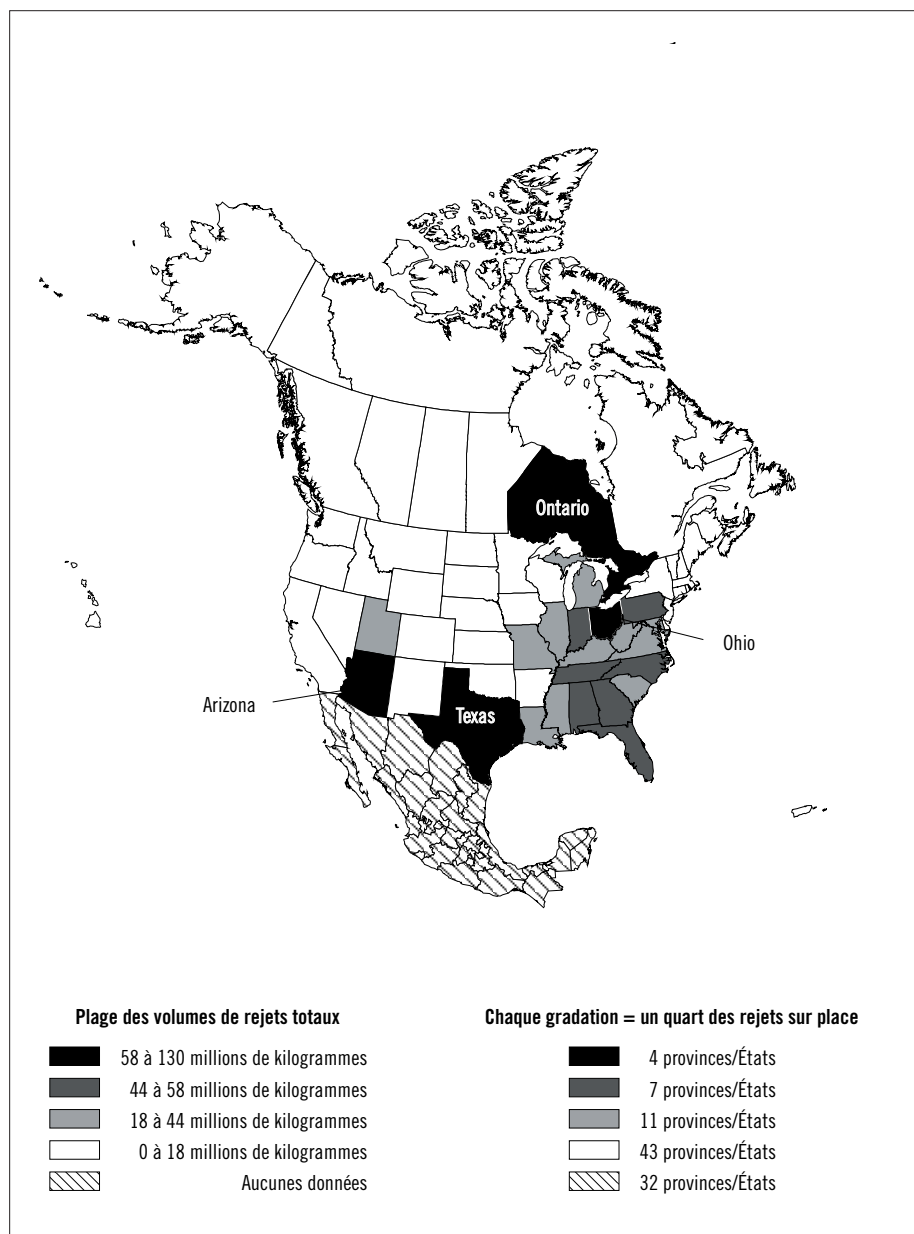 Ontario
Ohio
Arizona
Texas
Plage des volumes de rejets totaux
58 à 130 millions de kilogrammes
44 à 58 millions de kilogrammes
18 à 44 millions de kilogrammes
0 à 18 millions de kilogrammes
Aucunes données
Chaque gradation = un quart des rejets sur place
4 provinces/États
7 provinces/États
11 provinces/États
43 provinces/États
32 provinces/États